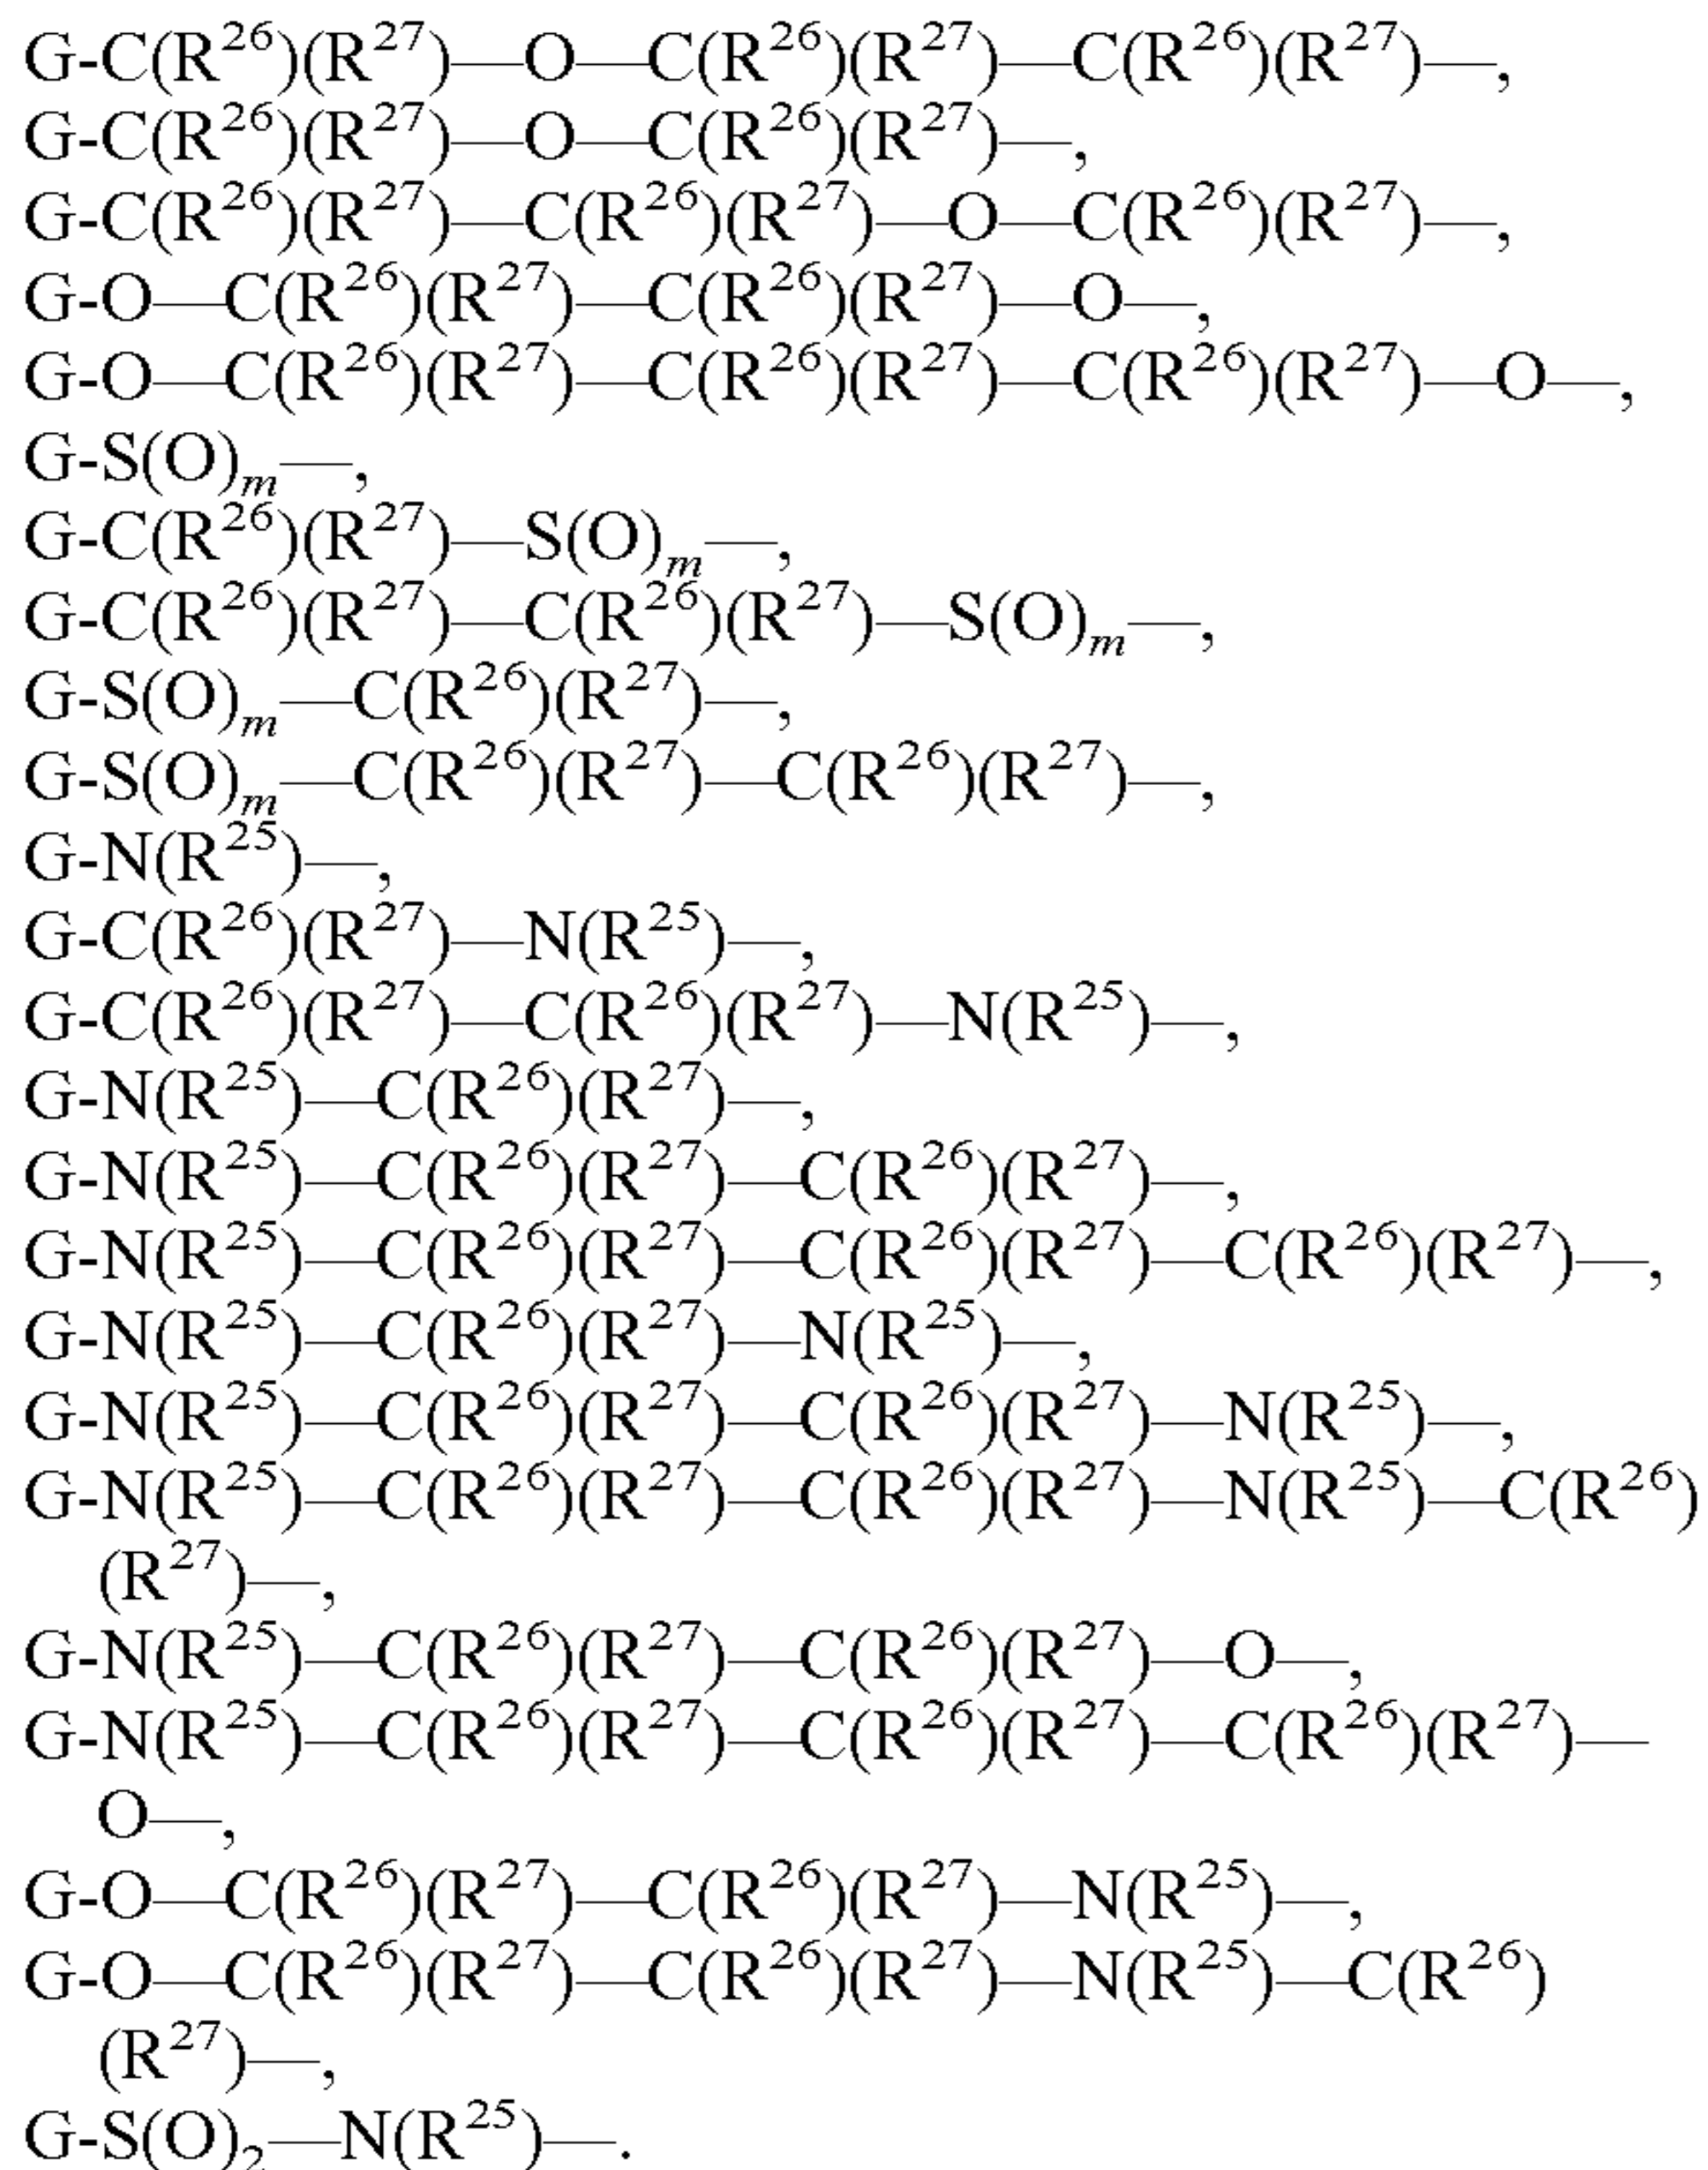 G-C(R²⁶)(R²⁷)—O—C(R²⁶)(R²⁷)—C(R²⁶)(R²⁷)—,
G-C(R²⁶)(R²⁷)—O—C(R²⁶)(R²⁷)—,
G-C(R²⁶)(R²⁷)—C(R²⁶)(R²⁷)—O—C(R²⁶)(R²⁷)—,
G-O—C(R²⁶)(R²⁷)—C(R²⁶)(R²⁷)—O—,
G-O—C(R²⁶)(R²⁷)—C(R²⁶)(R²⁷)—C(R²⁶)(R²⁷)—O—,
G-S(O)ₘ—,
G-C(R²⁶)(R²⁷)—S(O)ₘ—,
G-C(R²⁶)(R²⁷)—C(R²⁶)(R²⁷)—S(O)ₘ—,
G-S(O)ₘ—C(R²⁶)(R²⁷)—,
G-S(O)ₘ—C(R²⁶)(R²⁷)—C(R²⁶)(R²⁷)—,
G-N(R²⁵)—,
G-C(R²⁶)(R²⁷)—N(R²⁵)—,
G-C(R²⁶)(R²⁷)—C(R²⁶)(R²⁷)—N(R²⁵)—,
G-N(R²⁵)—C(R²⁶)(R²⁷)—,
G-N(R²⁵)—C(R²⁶)(R²⁷)—C(R²⁶)(R²⁷)—,
G-N(R²⁵)—C(R²⁶)(R²⁷)—C(R²⁶)(R²⁷)—C(R²⁶)(R²⁷)—,
G-N(R²⁵)—C(R²⁶)(R²⁷)—N(R²⁵)—,
G-N(R²⁵)—C(R²⁶)(R²⁷)—C(R²⁶)(R²⁷)—N(R²⁵)—,
G-N(R²⁵)—C(R²⁶)(R²⁷)—C(R²⁶)(R²⁷)—N(R²⁵)—C(R²⁶)
(R²⁷)—,
G-N(R²⁵)—C(R²⁶)(R²⁷)—C(R²⁶)(R²⁷)—O—,
G-N(R²⁵)—C(R²⁶)(R²⁷)—C(R²⁶)(R²⁷)—C(R²⁶)(R²⁷)—
O—,
G-O—C(R²⁶)(R²⁷)—C(R²⁶)(R²⁷)—N(R²⁵)—,
G-O—C(R²⁶)(R²⁷)—C(R²⁶)(R²⁷)—N(R²⁵)—C(R²⁶)
(R²⁷)—,
G-S(O)₂—N(R²⁵)—.